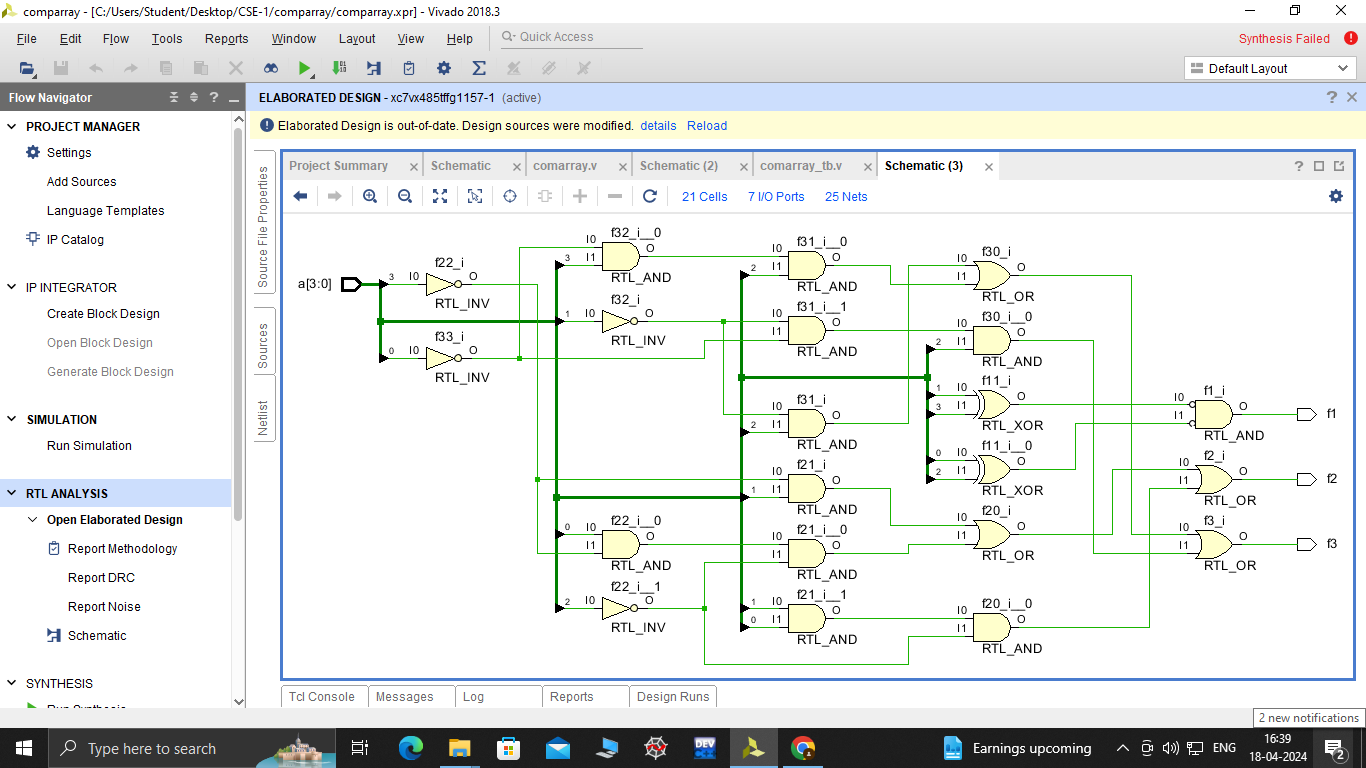 comparray - [C:/Users/Student/Desktop/CSE-1/comparray/comparray.xpr] - Vivado 2018.3
File Edit Flow Tools Reports Window Layout View Help Quick Access
Synthesis Failed
Default Layout
Flow Navigator
ELABORATED DESIGN - xc7vx485tffg1157-1 (active)
Elaborated Design is out-of-date. Design sources were modified. details Reload
PROJECT MANAGER
Settings
Add Sources
Language Templates
IP Catalog
IP INTEGRATOR
Create Block Design
Open Block Design
Generate Block Design
SIMULATION
Run Simulation
RTL ANALYSIS
Open Elaborated Design
Report Methodology
Report DRC
Report Noise
Schematic
SYNTHESIS
Run Synthesis
Source File Properties
Sources
Netlist
Project Summary Schematic comarray.v Schematic (2) comarray_tb.v Schematic (3)
21 Cells 7 I/O Ports 25 Nets
a[3:0]
3 I0 f22_i O
RTL_INV
0 I0 f33_i O
RTL_INV
f32_i__0
I0 O
3 I1
RTL_AND
f32_i
1 I0 O
RTL_INV
f22_i__0
0 I0 O
I1
RTL_AND
f22_i__1
2 I0 O
RTL_INV
f31_i__0
I0 O
2 I1
RTL_AND
f31_i__1
I0 O
I1
RTL_AND
f31_i
I0 O
2 I1
RTL_AND
f21_i
I0 O
1 I1
RTL_AND
f21_i__0
I0 O
I1
RTL_AND
f21_i__1
1 I0 O
0 I1
RTL_AND
f30_i
I0 O
I1
RTL_OR
f30_i__0
I0 O
2 I1
RTL_AND
f11_i
1 I0 O
3 I1
RTL_XOR
f11_i__0
0 I0 O
2 I1
RTL_XOR
f20_i
I0 O
I1
RTL_OR
f20_i__0
I0 O
I1
RTL_AND
f1_i
I0 O
I1
RTL_AND
f1
f2_i
I0 O
I1
RTL_OR
f2
f3_i
I0 O
I1
RTL_OR
f3
Tcl Console Messages Log Reports Design Runs
2 new notifications
Type here to search
DEV
Earnings upcoming
ENG
16:39
18-04-2024
2